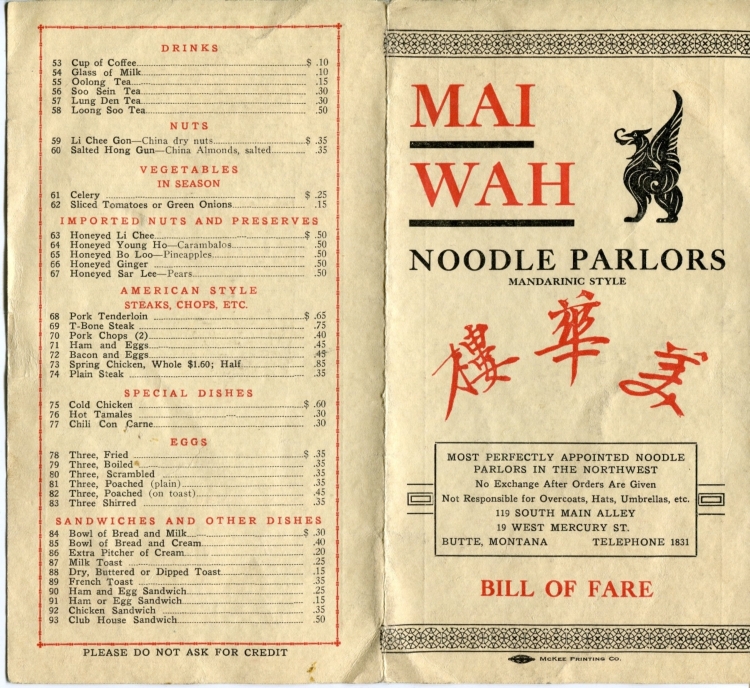 DRINKS
53 Cup of Coffee $ .10
54 Glass of Milk .10
55 Oolong Tea .15
56 Soo Sein Tea .30
57 Lung Den Tea .30
58 Loong Soo Tea .50
NUTS
59 Li Chee Gon—China dry nuts $ .35
60 Salted Hong Gun—China Almonds, salted .35
VEGETABLES
IN SEASON
61 Celery $ .25
62 Sliced Tomatoes or Green Onions .15
IMPORTED NUTS AND PRESERVES
63 Honeyed Li Chee $ .50
64 Honeyed Young Ho—Carambalos .50
65 Honeyed Bo Loo—Pineapples .50
66 Honeyed Ginger .50
67 Honeyed Sar Lee—Pears .50
AMERICAN STYLE
STEAKS, CHOPS, ETC.
68 Pork Tenderloin $ .65
69 T-Bone Steak .75
70 Pork Chops (2) .40
71 Ham and Eggs .45
72 Bacon and Eggs .45
73 Spring Chicken, Whole $1.60; Half .85
74 Plain Steak .35
SPECIAL DISHES
75 Cold Chicken $ .60
76 Hot Tamales .30
77 Chili Con Carne .30
EGGS
78 Three, Fried $ .35
79 Three, Boiled .35
80 Three, Scrambled .35
81 Three, Poached (plain) .35
82 Three, Poached (on toast) .45
83 Three Shirred .35
SANDWICHES AND OTHER DISHES
84 Bowl of Bread and Milk $ .30
85 Bowl of Bread and Cream .40
86 Extra Pitcher of Cream .20
87 Milk Toast .25
88 Dry, Buttered or Dipped Toast .15
89 French Toast .35
90 Ham and Egg Sandwich .25
91 Ham or Egg Sandwich .15
92 Chicken Sandwich .35
93 Club House Sandwich .50
PLEASE DO NOT ASK FOR CREDIT
MAI
WAH
NOODLE PARLORS
MANDARINIC STYLE
美華樓
MOST PERFECTLY APPOINTED NOODLE
PARLORS IN THE NORTHWEST
No Exchange After Orders Are Given
Not Responsible for Overcoats, Hats, Umbrellas, etc.
119 SOUTH MAIN ALLEY
19 WEST MERCURY ST.
BUTTE, MONTANA TELEPHONE 1831
BILL OF FARE
McKEE PRINTING CO.